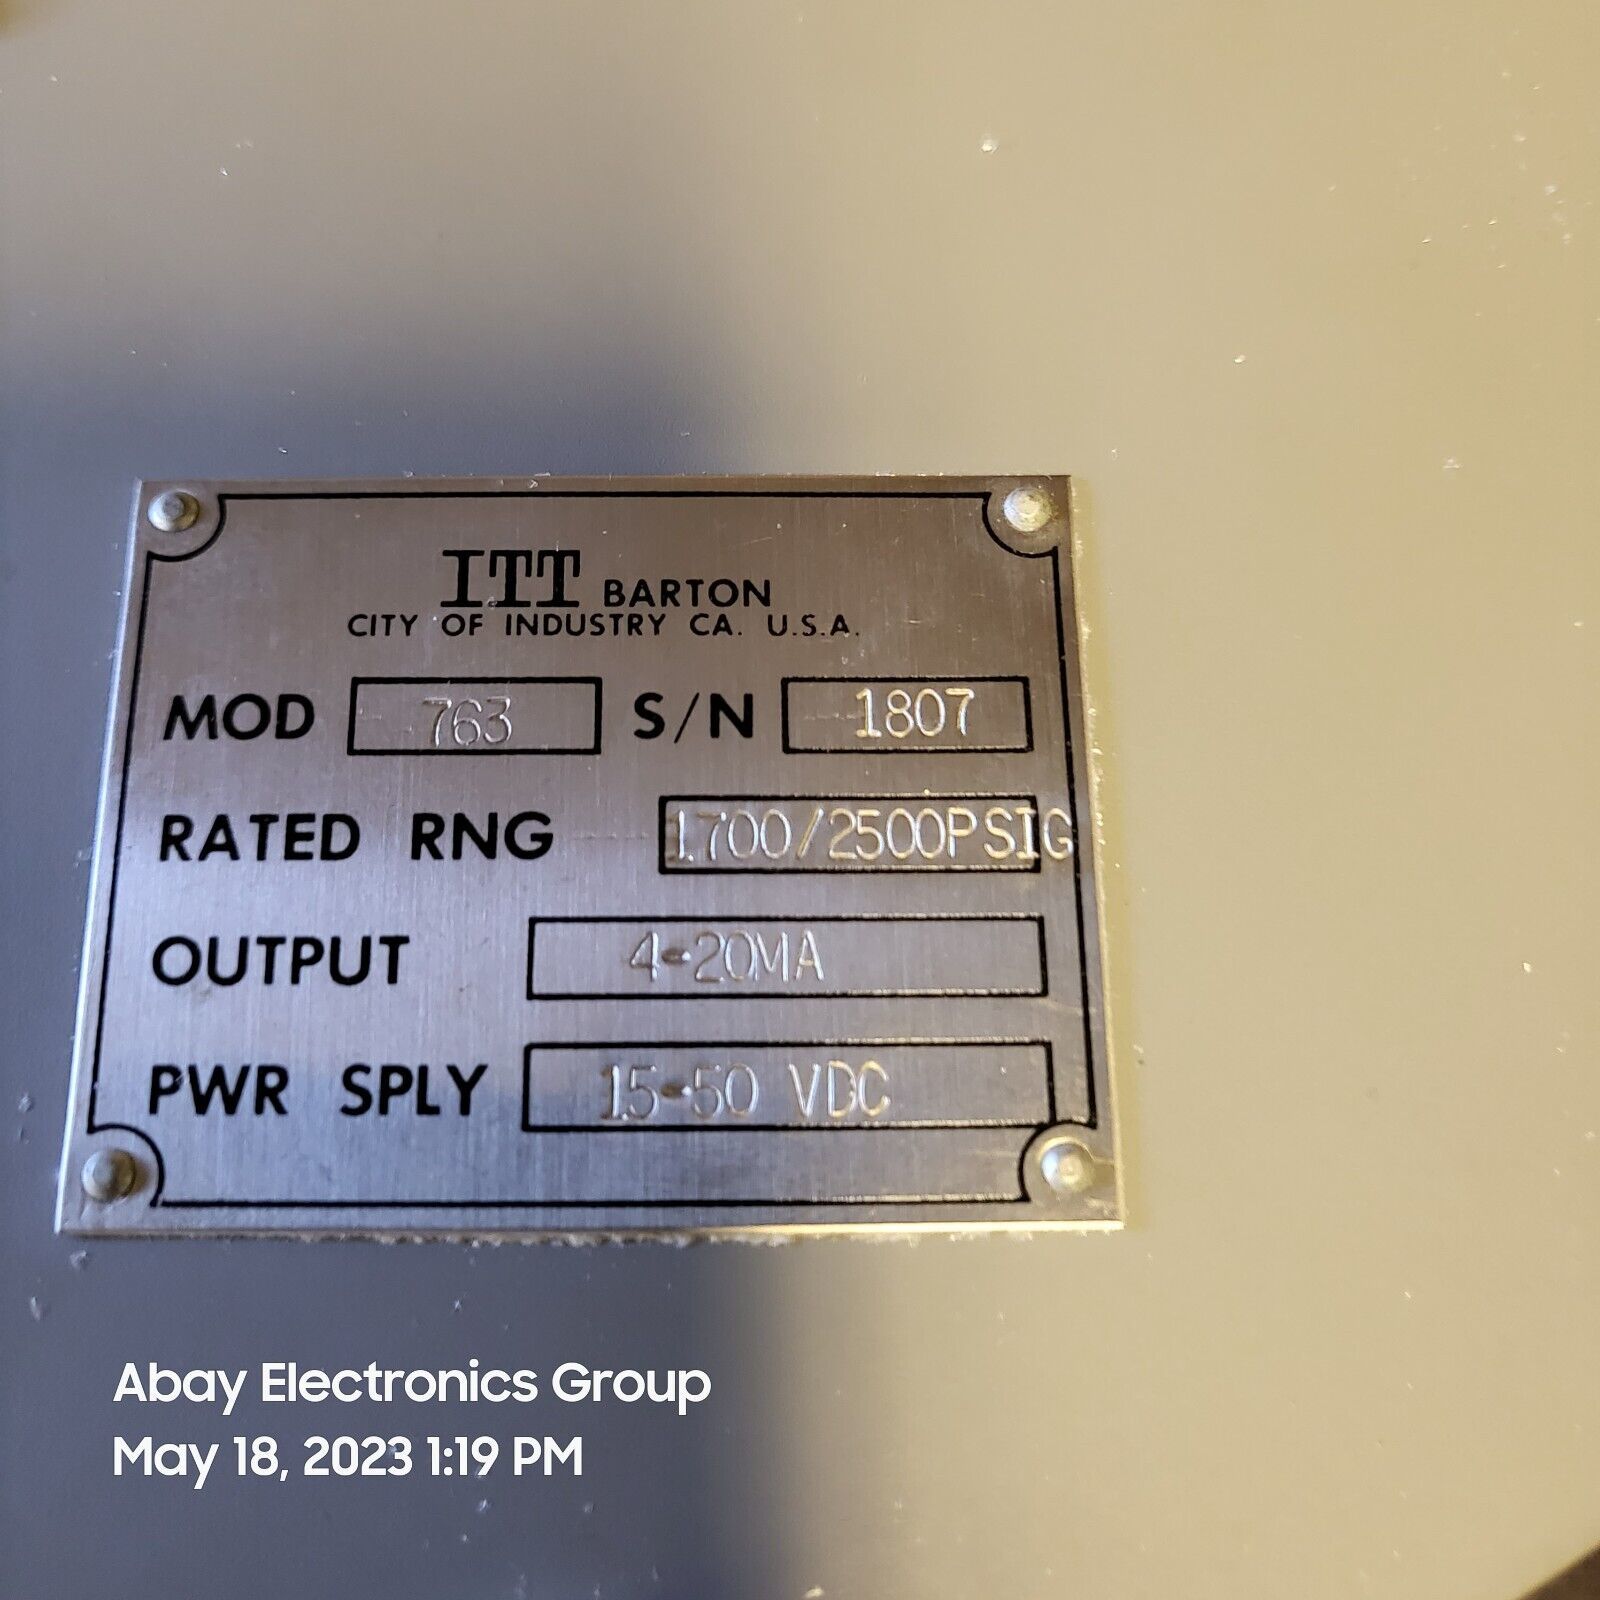 ITT BARTON
CITY OF INDUSTRY CA. U.S.A.
MOD 763 S/N 1807
RATED RNG 1700/2500PSIG
OUTPUT 4-20MA
PWR SPLY 15-50 VDC
Abay Electronics Group
May 18, 2023 1:19 PM